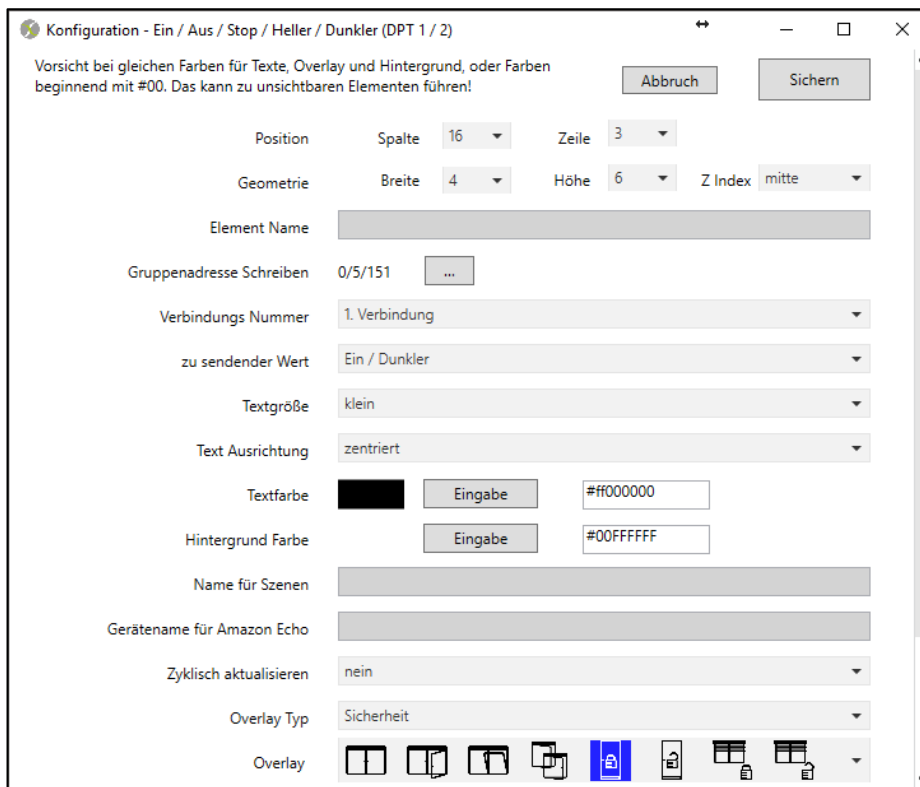 Konfiguration - Ein / Aus / Stop / Heller / Dunkler (DPT 1 / 2)
Vorsicht bei gleichen Farben für Texte, Overlay und Hintergrund, oder Farben
beginnend mit #00. Das kann zu unsichtbaren Elementen führen!
Abbruch
Sichern
Position Spalte 16 Zeile 3
Geometrie Breite 4 Höhe 6 Z Index mitte
Element Name
Gruppenadresse Schreiben 0/5/151 ...
Verbindungs Nummer 1. Verbindung
zu sendender Wert Ein / Dunkler
Textgröße klein
Text Ausrichtung zentriert
Textfarbe Eingabe #ff000000
Hintergrund Farbe Eingabe #00FFFFFF
Name für Szenen
Gerätename für Amazon Echo
Zyklisch aktualisieren nein
Overlay Typ Sicherheit
Overlay